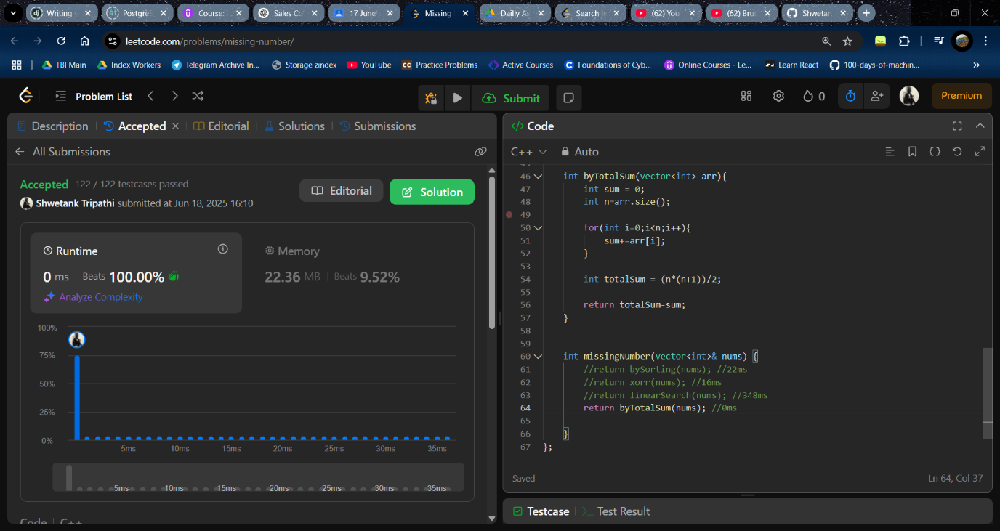 Writing
Postgre
Course:
Sales Co
17 June
Missing
Dailly As
Search In
(62) You
(62) Bru
Shwetan
leetcode.com/problems/missing-number/
TBI Main
Index Workers
Telegram Archive In...
Storage zindex
YouTube
CC Practice Problems
Active Courses
Foundations of Cyb...
Online Courses - Le...
Learn React
100-days-of-machin...
»
Problem List
Submit
0
Premium
Description
Accepted
Editorial
Solutions
Submissions
</> Code
All Submissions
C++
Auto
Accepted 122 / 122 testcases passed
Shwetank Tripathi submitted at Jun 18, 2025 16:10
Editorial
Solution
Runtime
0 ms Beats 100.00%
Analyze Complexity
Memory
22.36 MB Beats 9.52%
100%
75%
50%
25%
0%
5ms 10ms 15ms 20ms 25ms 30ms 35ms
5ms 10ms 15ms 20ms 25ms 30ms 35ms
Code C++
45
46 int byTotalSum(vector<int> arr){
47 int sum = 0;
48 int n=arr.size();
49
50 for(int i=0;i<n;i++){
51 sum+=arr[i];
52 }
53
54 int totalSum = (n*(n+1))/2;
55
56 return totalSum-sum;
57 }
58
59
60 int missingNumber(vector<int>& nums) {
61 //return bySorting(nums); //22ms
62 //return xorr(nums); //16ms
63 //return linearSearch(nums); //348ms
64 return byTotalSum(nums); //0ms
65
66 }
67 };
Saved
Ln 64, Col 37
Testcase
Test Result